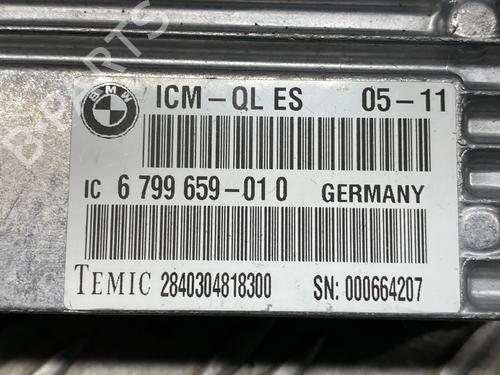 BMW
ICM-QL ES 05-11
IC 6 799 659-01 0 GERMANY
TEMIC 2840304818300 SN: 000664207